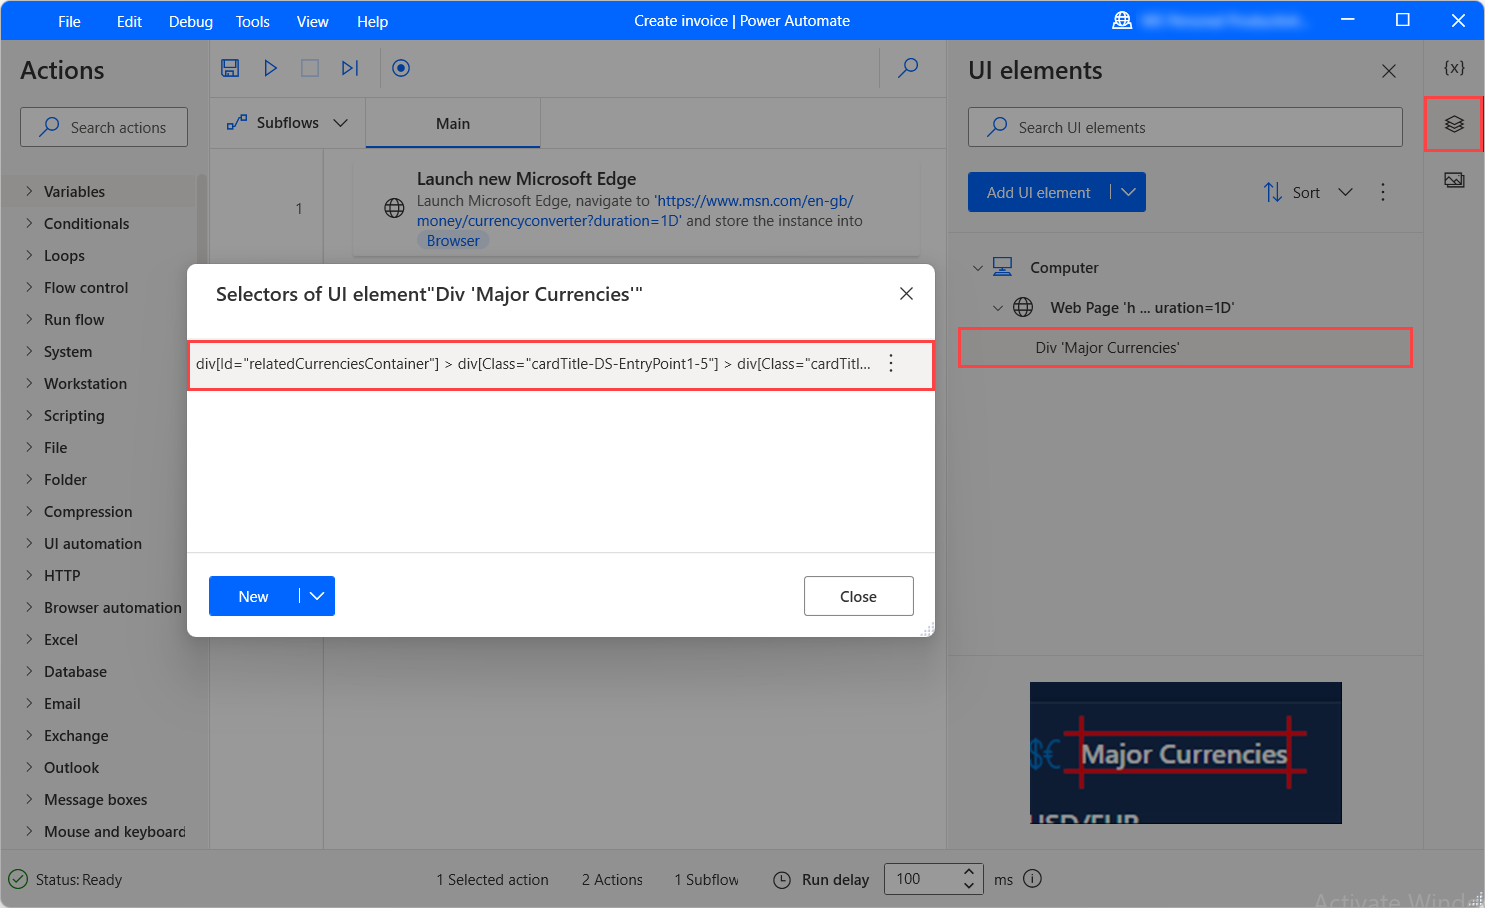 File Edit Debug Tools View Help Create invoice | Power Automate
Actions
Search actions
Variables
Conditionals
Loops
Flow control
Run flow
System
Workstation
Scripting
File
Folder
Compression
UI automation
HTTP
Browser automation
Excel
Database
Email
Exchange
Outlook
Message boxes
Mouse and keyboard
Subflows Main
1
Launch new Microsoft Edge
Launch Microsoft Edge, navigate to 'https://www.msn.com/en-gb/
money/currencyconverter?duration=1D' and store the instance into
Browser
Selectors of UI element"Div 'Major Currencies'"
div[Id="relatedCurrenciesContainer"] > div[Class="cardTitle-DS-EntryPoint1-5"] > div[Class="cardTitl...
New Close
UI elements
{x}
Search UI elements
Add UI element Sort
Computer
Web Page 'h ... uration=1D'
Div 'Major Currencies'
$€ Major Currencies
USD/EUR
Status: Ready 1 Selected action 2 Actions 1 Subflow Run delay 100 ms
Activate Wind